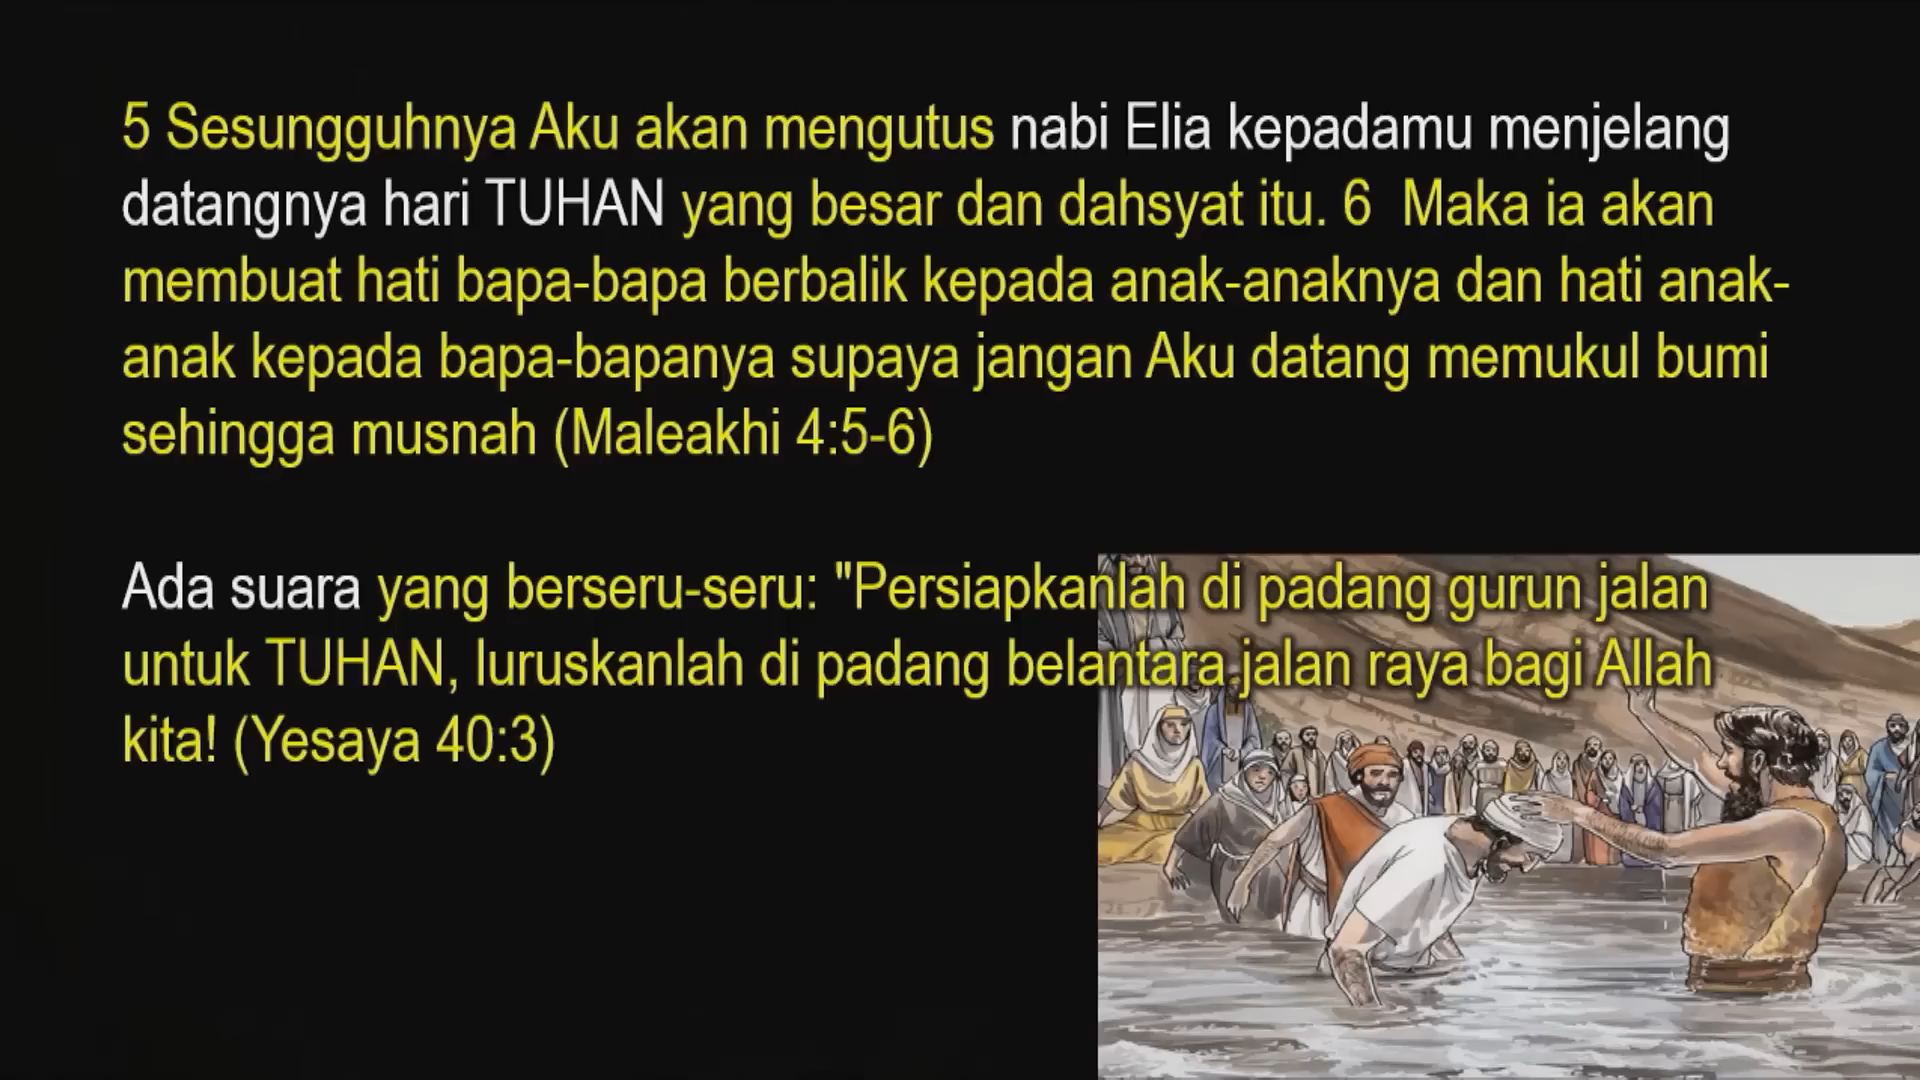 5 Sesungguhnya Aku akan mengutus nabi Elia kepadamu menjelang
datangnya hari TUHAN yang besar dan dahsyat itu. 6  Maka ia akan
membuat hati bapa-bapa berbalik kepada anak-anaknya dan hati anak-
anak kepada bapa-bapanya supaya jangan Aku datang memukul bumi
sehingga musnah (Maleakhi 4:5-6)
Ada suara yang berseru-seru: "Persiapkanlah di padang gurun jalan
untuk TUHAN, luruskanlah di padang belantara jalan raya bagi Allah
kita! (Yesaya 40:3)